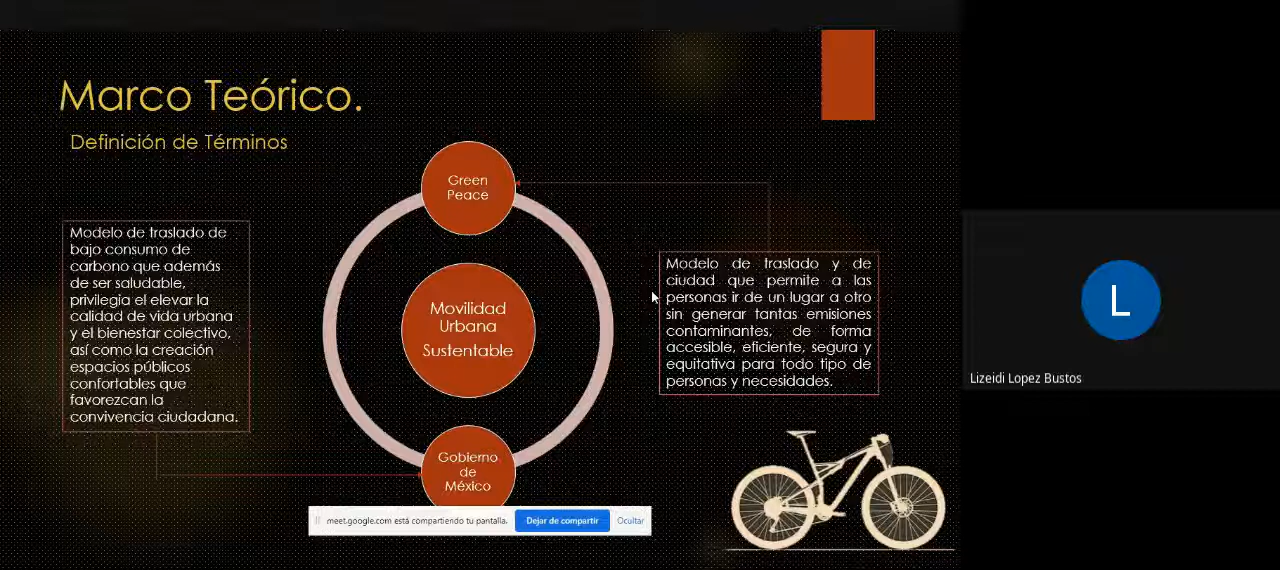 Marco Teórico.
Definición de Términos
Green
Peace
Modelo de traslado de
bajo consumo de
carbono que además
de ser saludable,
privilegia el elevar la
calidad de vida urbana
y el bienestar colectivo,
así como la creación
espacios públicos
confortables que
favorezcan la
convivencia ciudadana.
Movilidad
Urbana
Sustentable
Modelo de traslado y de
ciudad que permite a las
personas ir de un lugar a otro
sin generar tantas emisiones
contaminantes, de forma
accesible, eficiente, segura y
equitativa para todo tipo de
personas y necesidades.
Gobierno
de
México
meet.google.com está compartiendo tu pantalla.
Dejar de compartir
Ocultar
L
Lizeidi Lopez Bustos